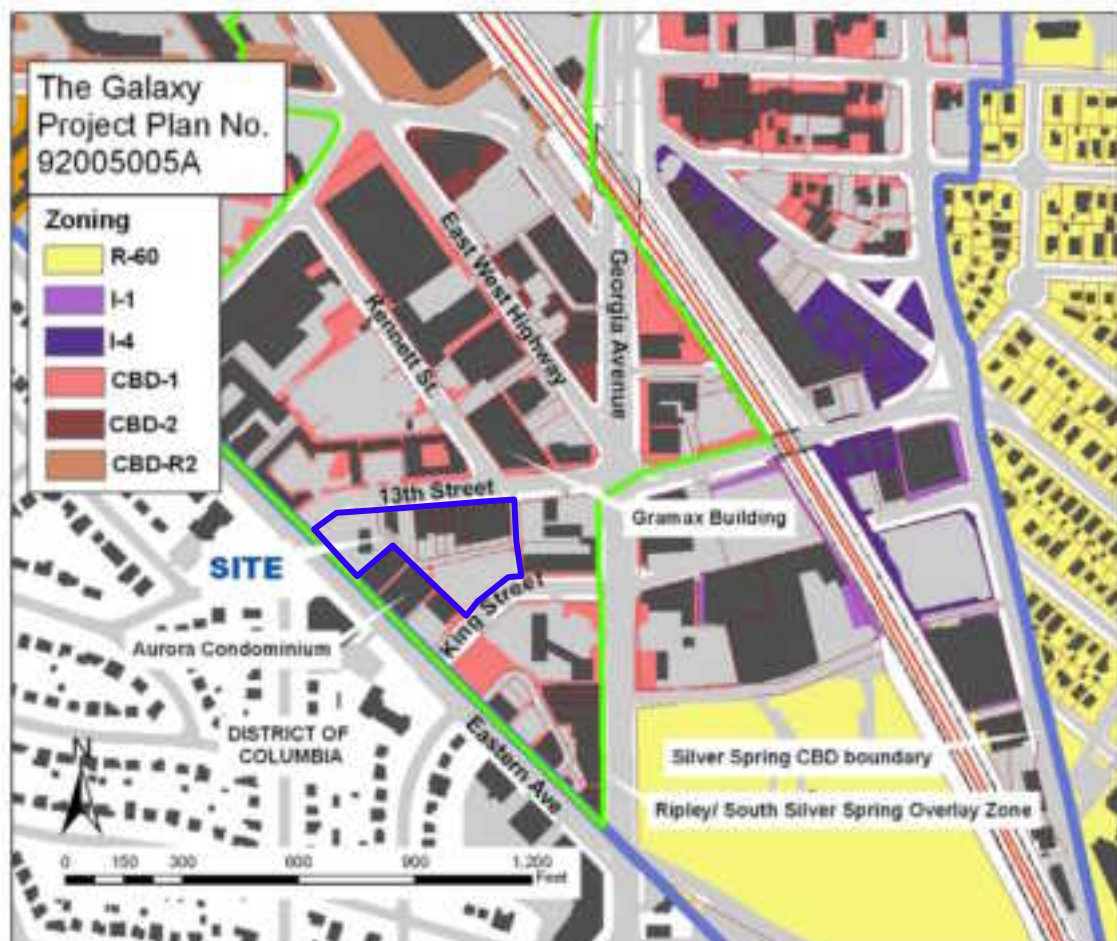 The Galaxy
Project Plan No.
92005005A
Zoning
R-60
I-1
I-4
CBD-1
CBD-2
CBD-R2
East West Highway
Georgia Avenue
Kennett St
13th Street
Gramax Building
SITE
King Street
Aurora Condominium
DISTRICT OF
COLUMBIA
Eastern Ave
Silver Spring CBD boundary
Ripley/ South Silver Spring Overlay Zone
N
0 150 300 600 900 1,200
Feet